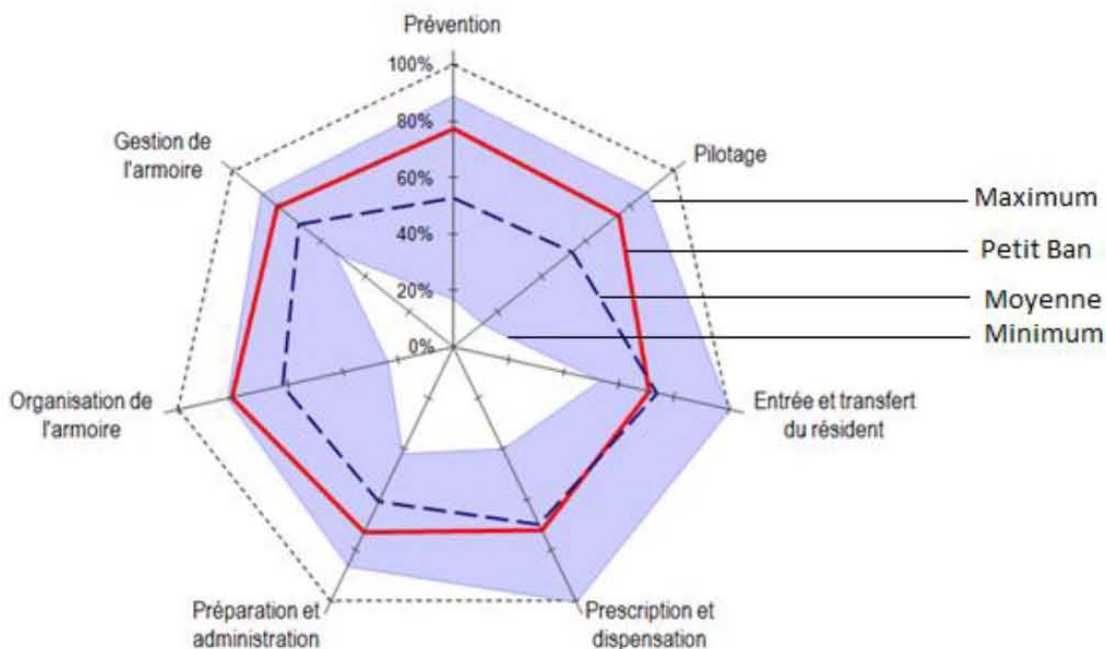 Prévention
100%
80%
60%
40%
20%
0%
Gestion de
l'armoire
Pilotage
Maximum
Petit Ban
Moyenne
Minimum
Organisation de
l'armoire
Entrée et transfert
du résident
Préparation et
administration
Prescription et
dispensation